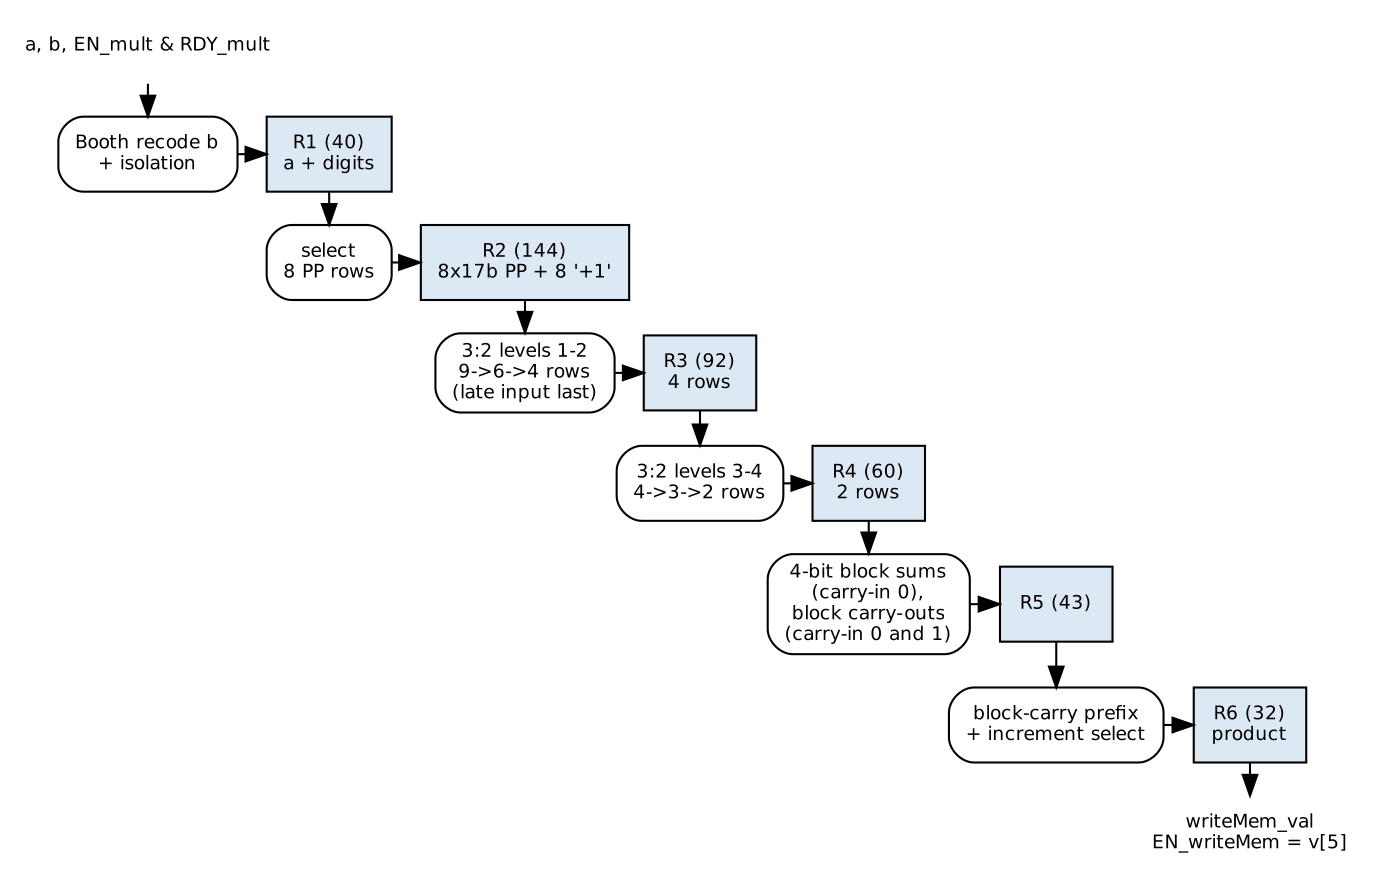 a, b, EN_mult & RDY_mult
Booth recode b
+ isolation
R1 (40)
a + digits
select
8 PP rows
R2 (144)
8x17b PP + 8 '+1'
3:2 levels 1-2
9->6->4 rows
(late input last)
R3 (92)
4 rows
3:2 levels 3-4
4->3->2 rows
R4 (60)
2 rows
4-bit block sums
(carry-in 0),
block carry-outs
(carry-in 0 and 1)
R5 (43)
block-carry prefix
+ increment select
R6 (32)
product
writeMem_val
EN_writeMem = v[5]